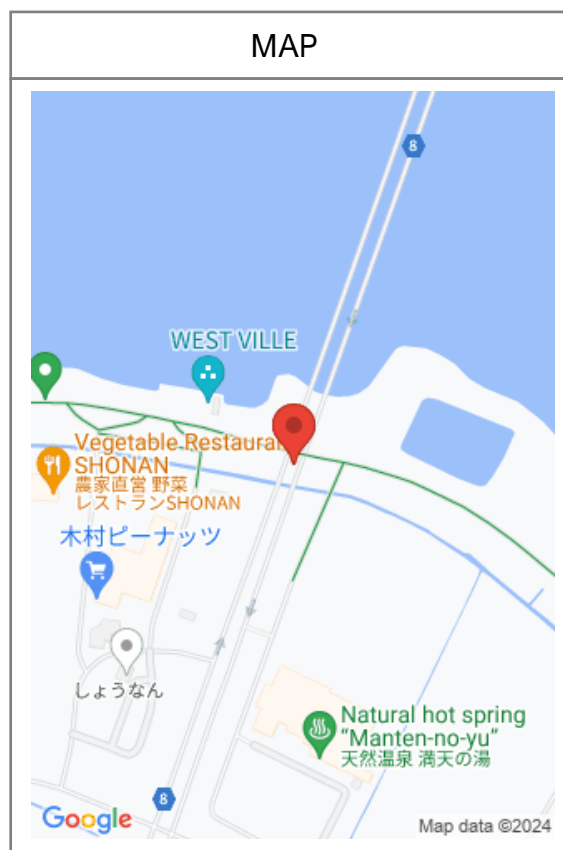 MAP
8
WEST VILLE
Vegetable Restauran
SHONAN
農家直営 野菜
レストランSHONAN
木村ピーナッツ
しょうなん
Natural hot spring
“Manten-no-yu”
天然温泉 満天の湯
8
Google
Map data ©2024